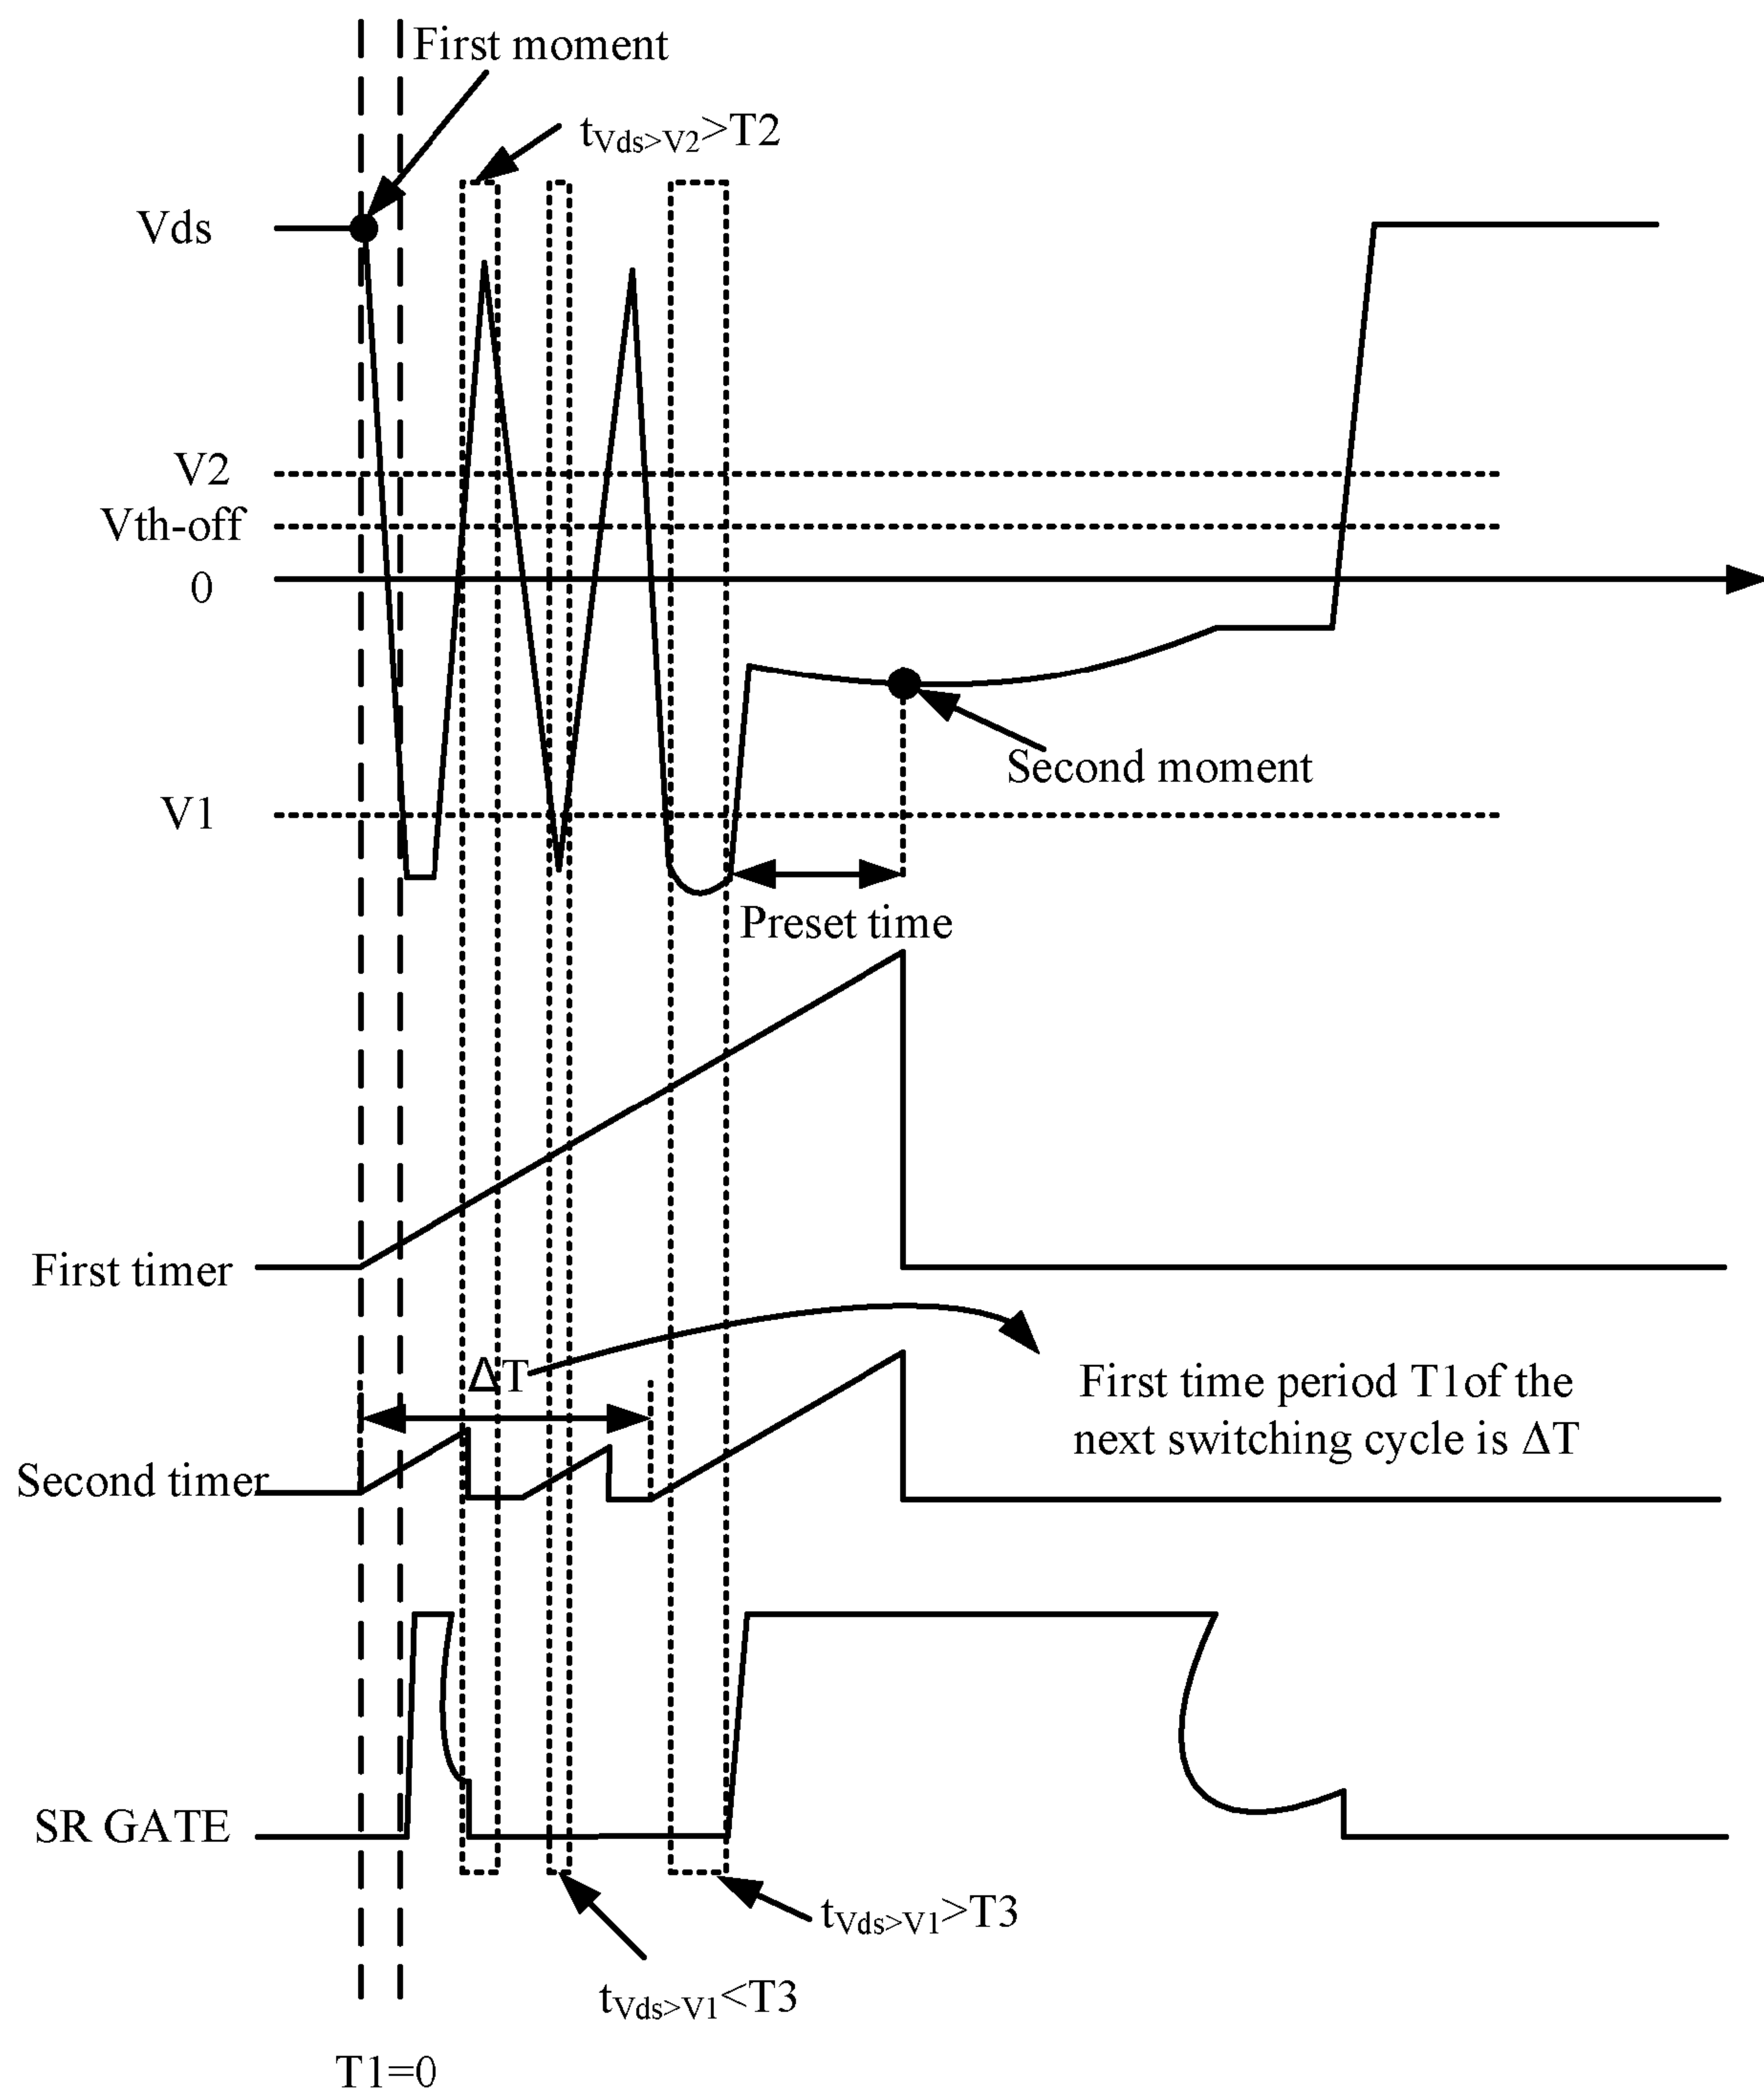 First moment
tVds>V2>T2
Vds
V2
Vth-off
0
Second moment
V1
Preset time
First timer
ΔT
First time period T1of the
next switching cycle is ΔT
Second timer
SR GATE
tVds>V1>T3
tVds>V1<T3
T1=0